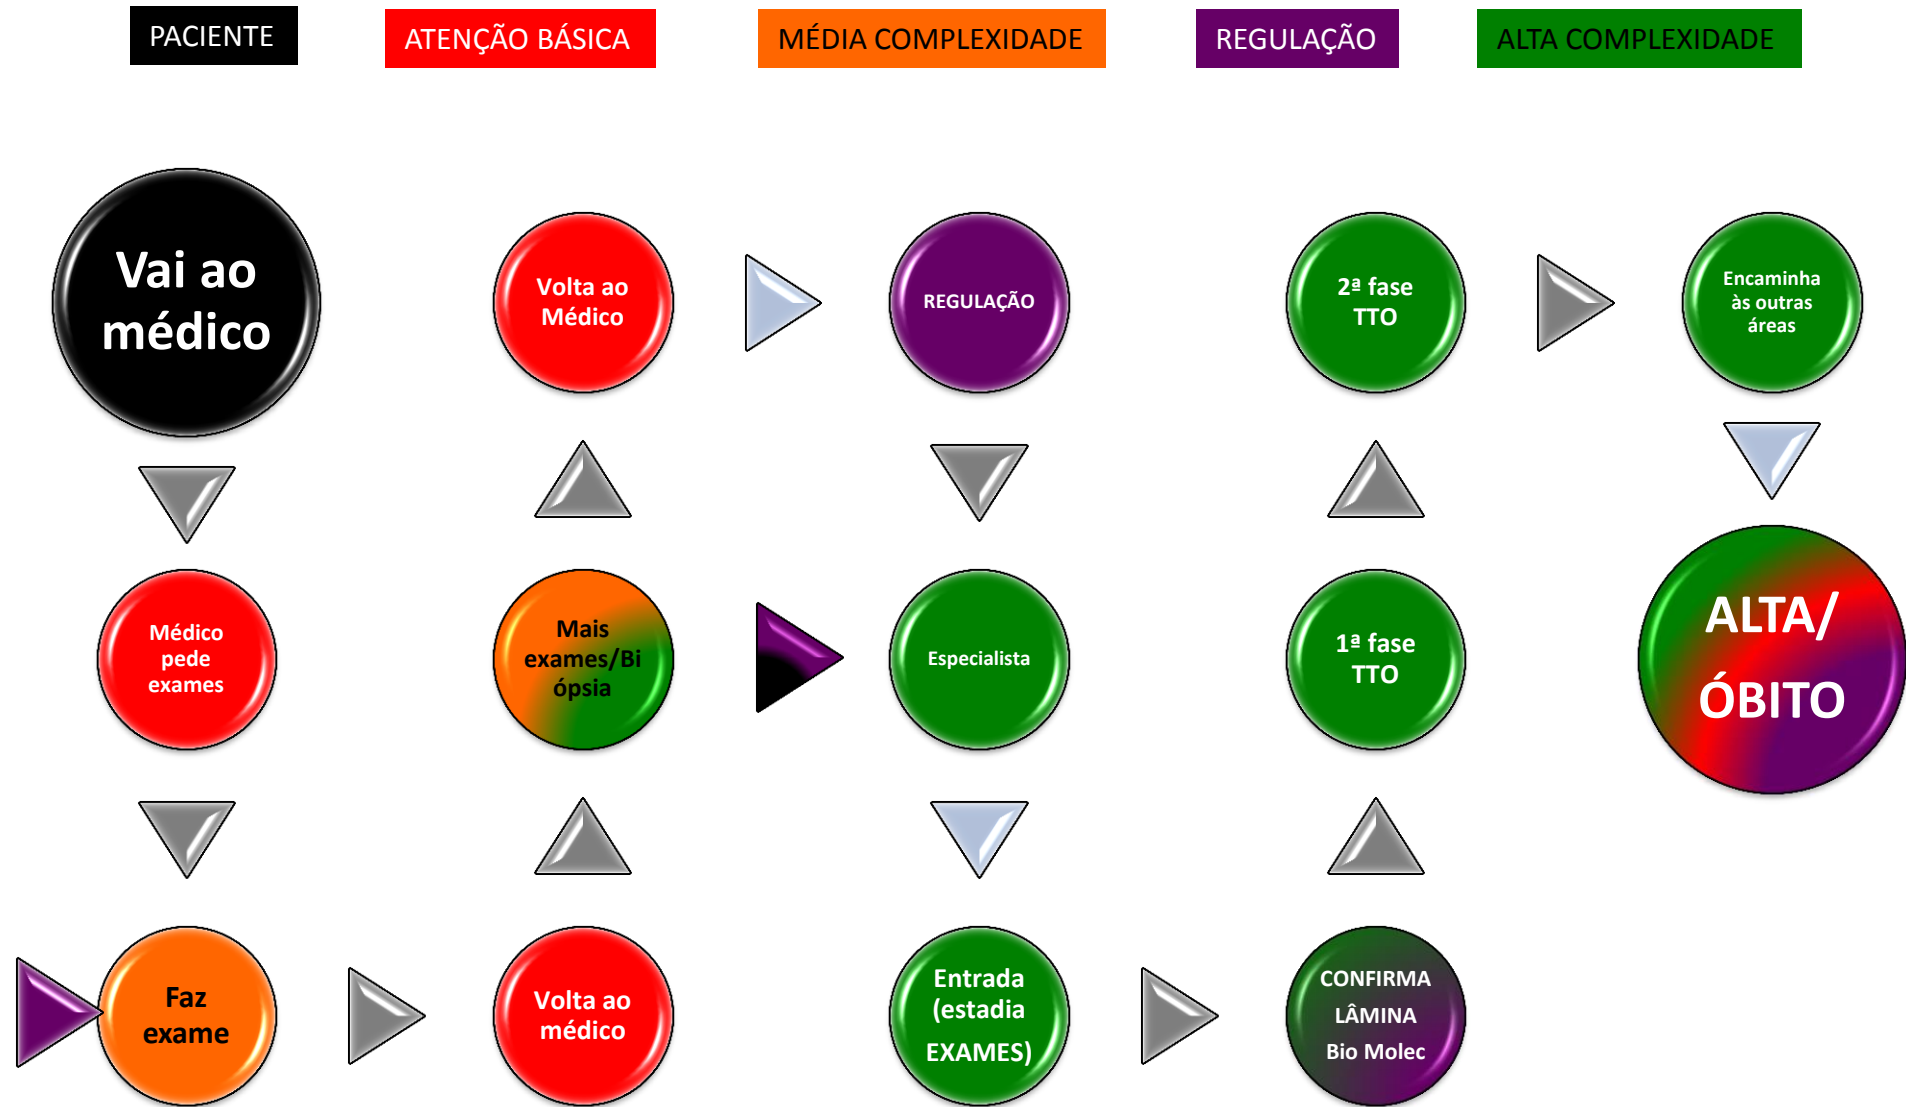 PACIENTE
ATENÇÃO BÁSICA
MÉDIA COMPLEXIDADE
REGULAÇÃO
ALTA COMPLEXIDADE
Vai ao
médico
Médico
pede
exames
Faz
exame
Volta ao
médico
Mais
exames/Bi
ópsia
Volta ao
Médico
REGULAÇÃO
Especialista
Entrada
(estadia
EXAMES)
CONFIRMA
LÂMINA
Bio Molec
1ª fase
TTO
2ª fase
TTO
Encaminha
às outras
áreas
ALTA/
ÓBITO